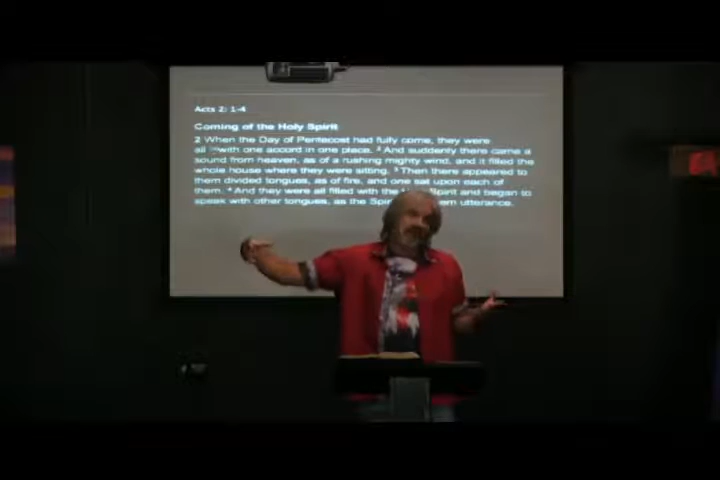 Acts 2: 1-4
Coming of the Holy Spirit
2 When the Day of Pentecost had fully come, they were
all with one accord in one place. 2 And suddenly there came a
sound from heaven, as of a rushing mighty wind, and it filled the
whole house where they were sitting. 3 Then there appeared to
them divided tongues, as of fire, and one sat upon each of
them. 4 And they were all filled with the Spirit and began to
speak with other tongues, as the utterance.